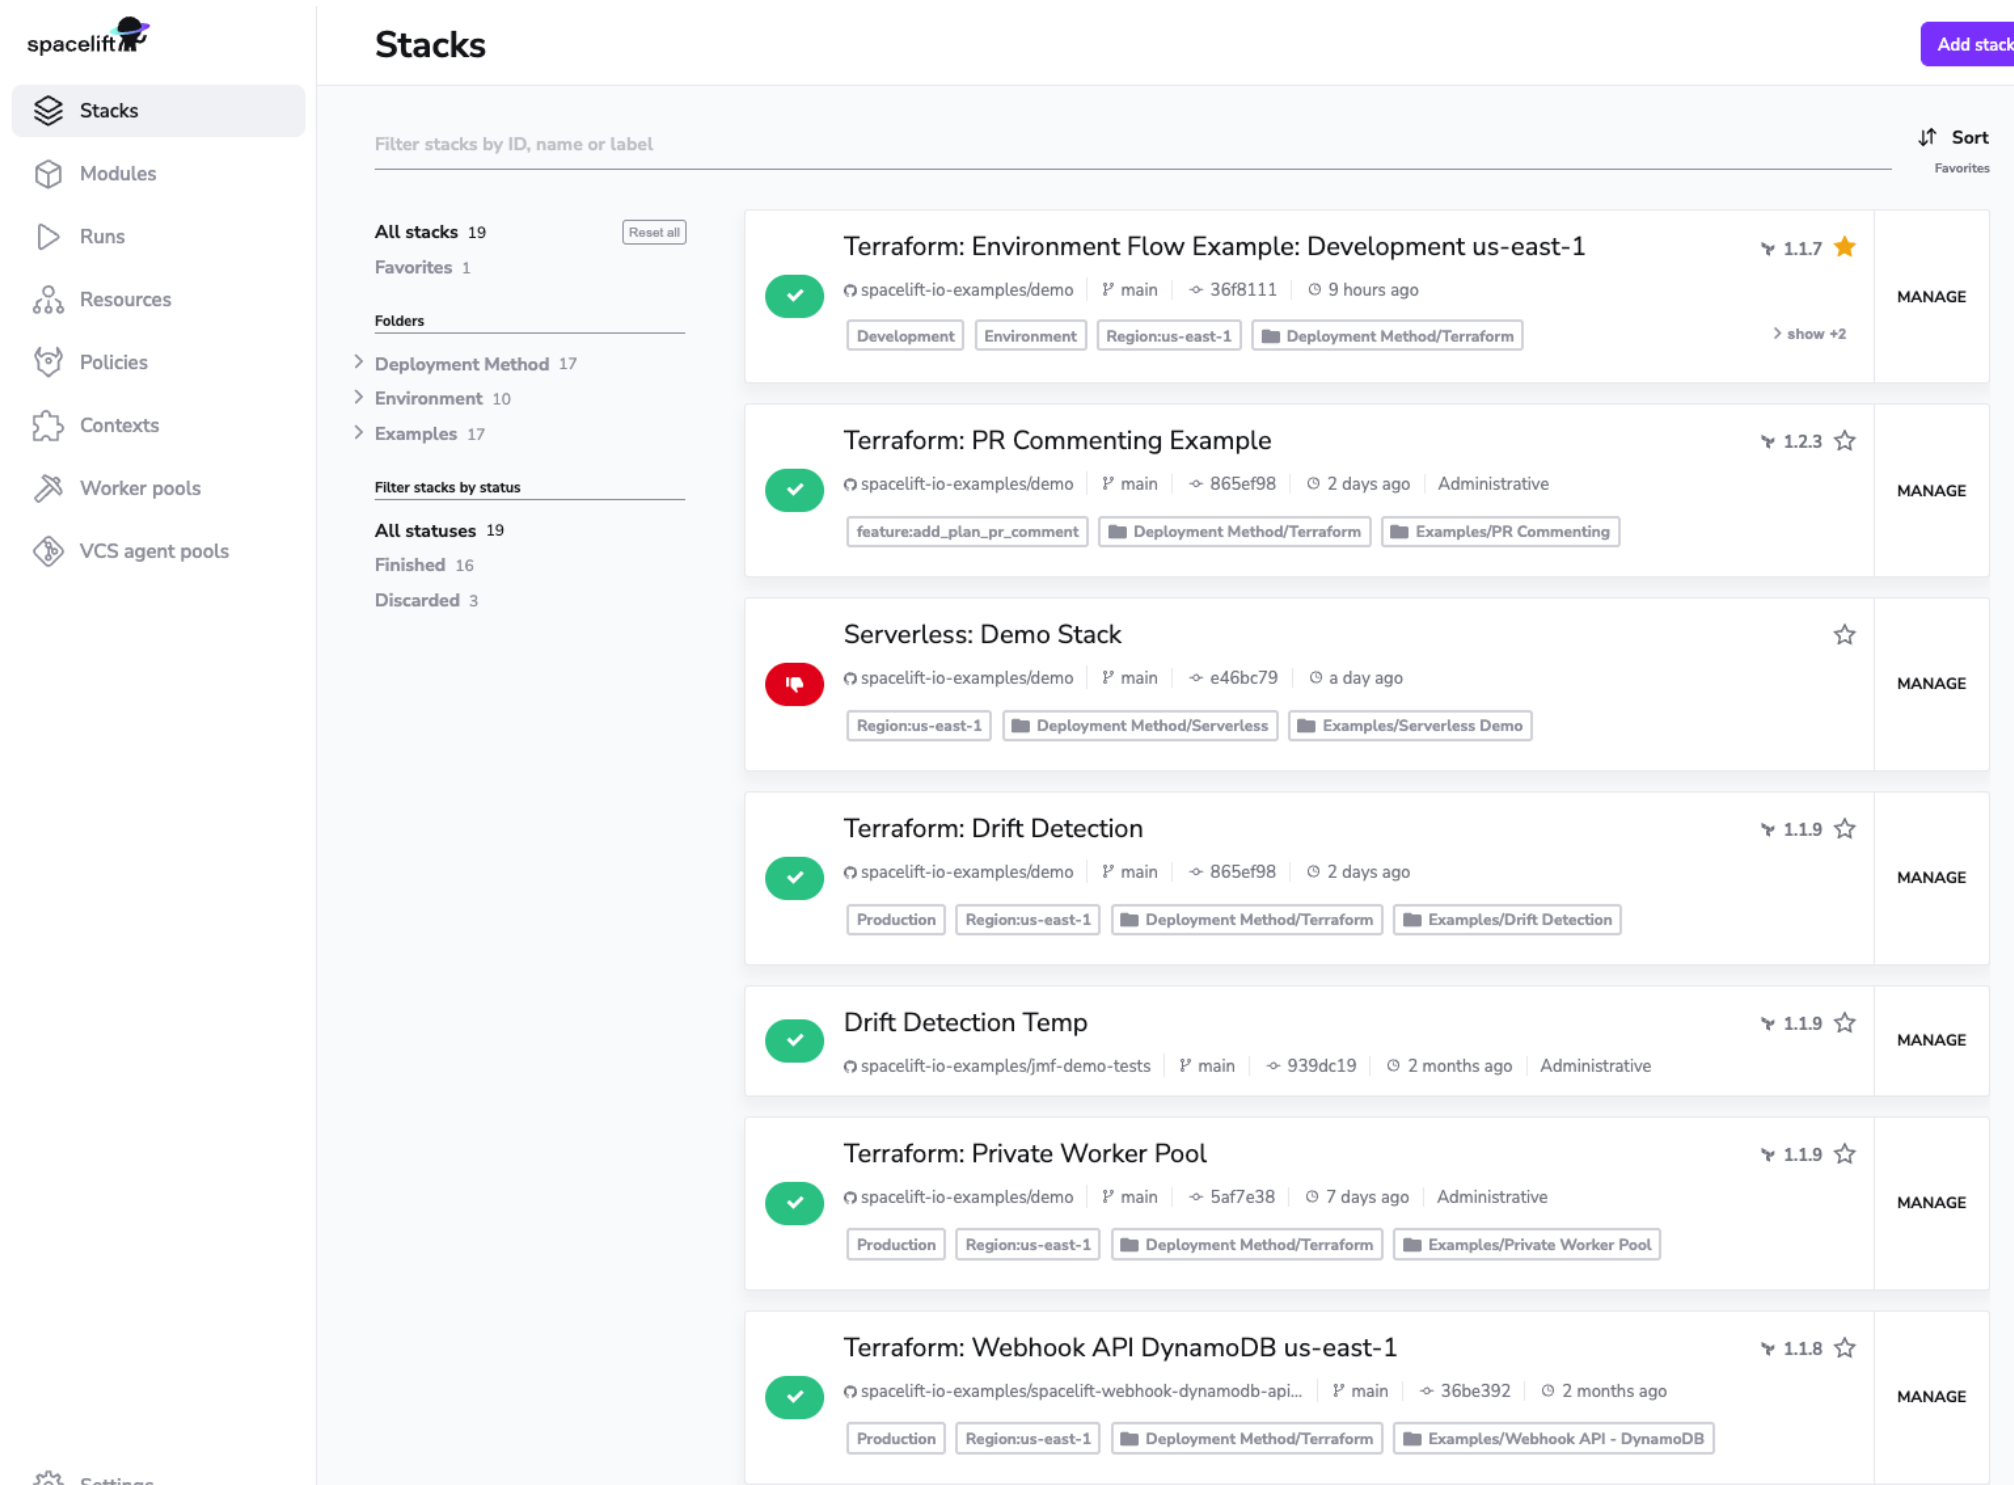 spacelift
Stacks
Modules
Runs
Resources
Policies
Contexts
Worker pools
VCS agent pools
Settings
Stacks
Add stack
Filter stacks by ID, name or label
Sort
Favorites
All stacks 19
Reset all
Favorites 1
Folders
Deployment Method 17
Environment 10
Examples 17
Filter stacks by status
All statuses 19
Finished 16
Discarded 3
Terraform: Environment Flow Example: Development us-east-1 1.1.7
spacelift-io-examples/demo main 36f8111 9 hours ago
Development Environment Region:us-east-1 Deployment Method/Terraform show +2
MANAGE
Terraform: PR Commenting Example 1.2.3
spacelift-io-examples/demo main 865ef98 2 days ago Administrative
feature:add_plan_pr_comment Deployment Method/Terraform Examples/PR Commenting
MANAGE
Serverless: Demo Stack
spacelift-io-examples/demo main e46bc79 a day ago
Region:us-east-1 Deployment Method/Serverless Examples/Serverless Demo
MANAGE
Terraform: Drift Detection 1.1.9
spacelift-io-examples/demo main 865ef98 2 days ago
Production Region:us-east-1 Deployment Method/Terraform Examples/Drift Detection
MANAGE
Drift Detection Temp 1.1.9
spacelift-io-examples/jmf-demo-tests main 939dc19 2 months ago Administrative
MANAGE
Terraform: Private Worker Pool 1.1.9
spacelift-io-examples/demo main 5af7e38 7 days ago Administrative
Production Region:us-east-1 Deployment Method/Terraform Examples/Private Worker Pool
MANAGE
Terraform: Webhook API DynamoDB us-east-1 1.1.8
spacelift-io-examples/spacelift-webhook-dynamodb-api... main 36be392 2 months ago
Production Region:us-east-1 Deployment Method/Terraform Examples/Webhook API - DynamoDB
MANAGE